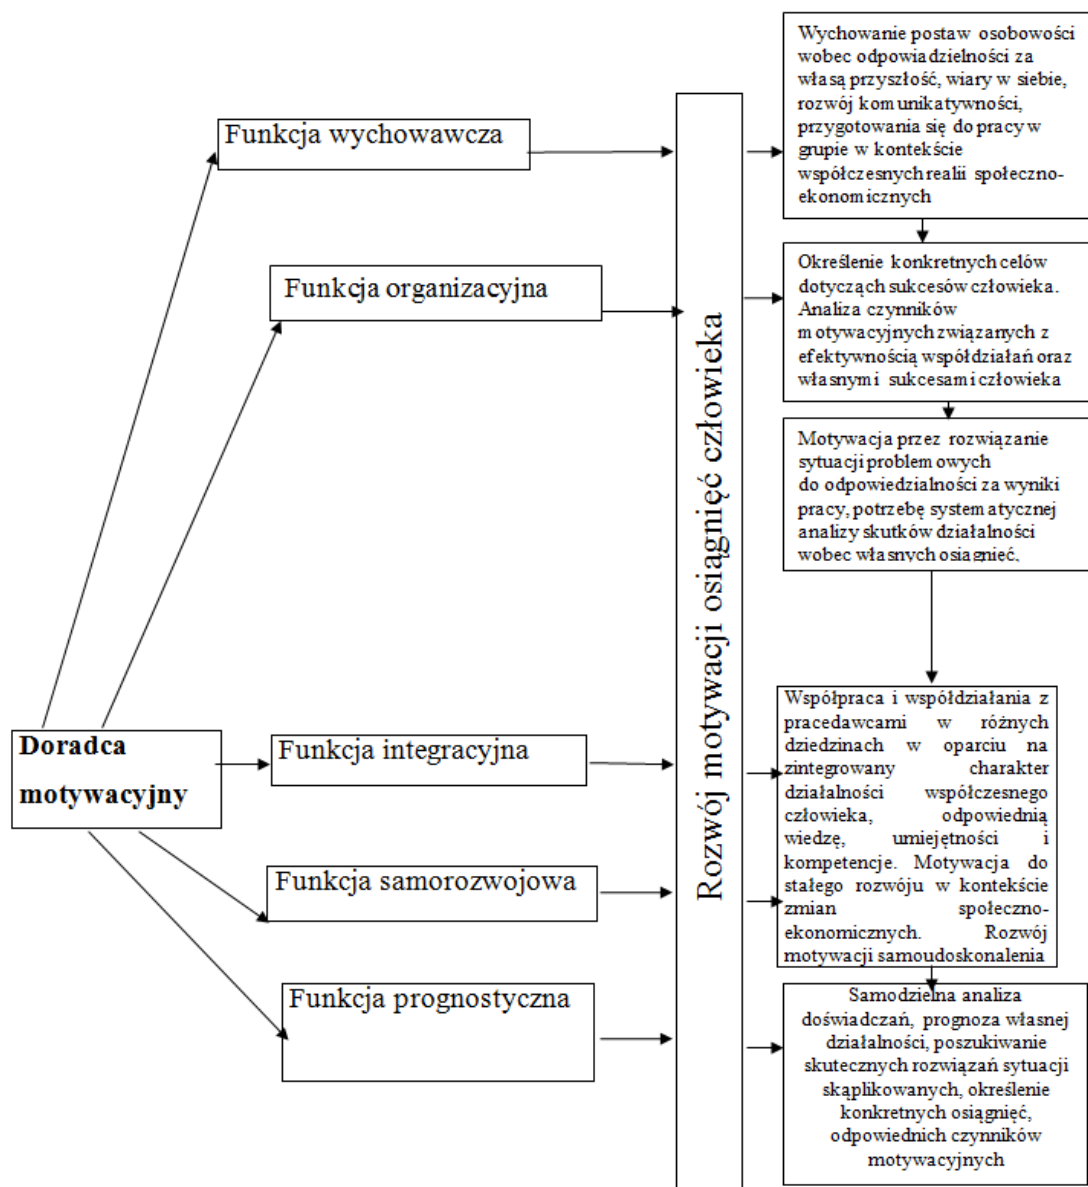 Doradca
motywacyjny
Funkcja wychowawcza
Funkcja organizacyjna
Funkcja integracyjna
Funkcja samorozwojowa
Funkcja prognostyczna
Rozwój motywacji osiągnięć człowieka
Wychowanie postaw osobowości
wobec odpowiadzielności za
własą przyszłość, wiary w siebie,
rozwój komunikatywności,
przygotowania się do pracy w
grupie w kontekście
współczesnych realii społeczno-
ekonomicznych
Określenie konkretnych celów
dotyczącch sukcesów człowieka.
Analiza czynników
motywacyjnych związanych z
efektywnością współdziałań oraz
własnymi sukcesami człowieka
Motywacja przez rozwiązanie
sytuacji problemowych
do odpowiedzialności za wyniki
pracy, potrzebę systematycznej
analizy skutków działalności
wobec własnych osiągnięć.
Współpraca i współdziałania z
pracedawcami w różnych
dziedzinach w oparciu na
zintegrowany charakter
działalności współczesnego
człowieka, odpowiednią
wiedzę, umiejętności i
kompetencje. Motywacja do
stałego rozwóju w kontekście
zmian społeczno-
ekonomicznych. Rozwój
motywacji samoudoskonalenia
Samodzielna analiza
doświadczań, prognoza własnej
działalności, poszukiwanie
skutecznych rozwiązań sytuacji
skąplikowanych, określenie
konkretnych osiągnięć,
odpowiednich czynników
motywacyjnych